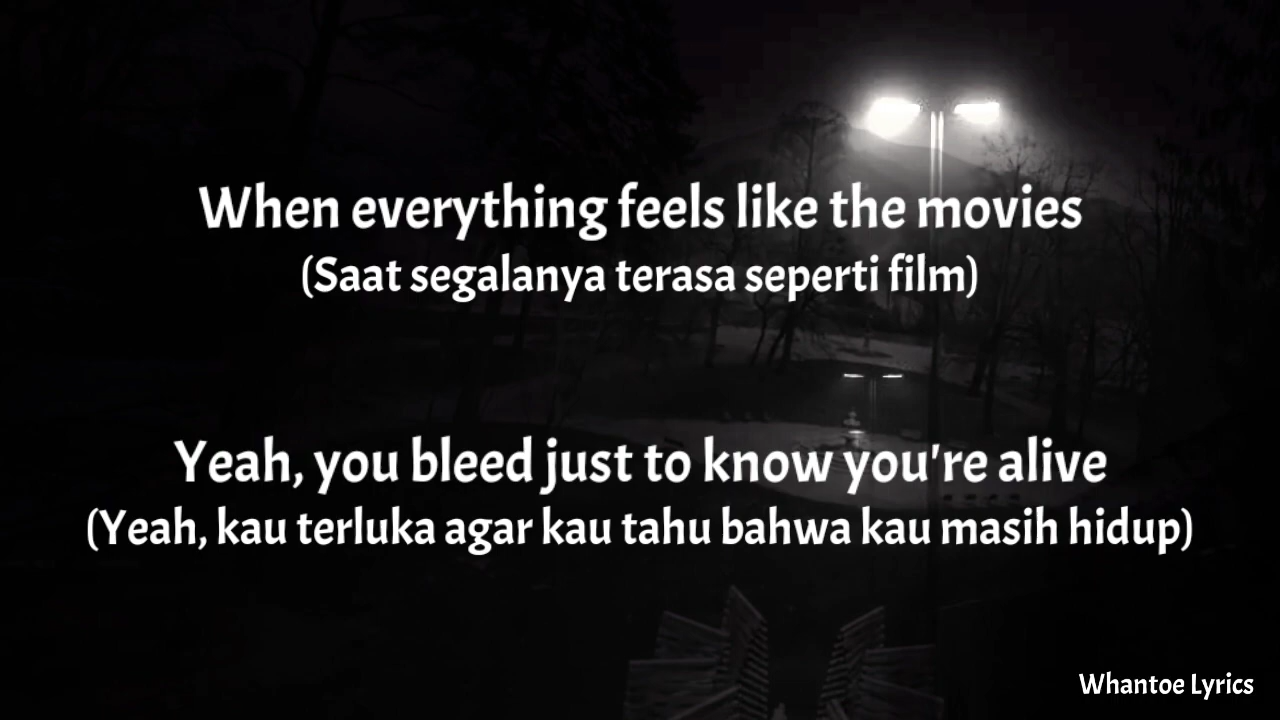 When everything feels like the movies
(Saat segalanya terasa seperti film)
Yeah, you bleed just to know you're alive
(Yeah, kau terluka agar kau tahu bahwa kau masih hidup)
Whantoe Lyrics